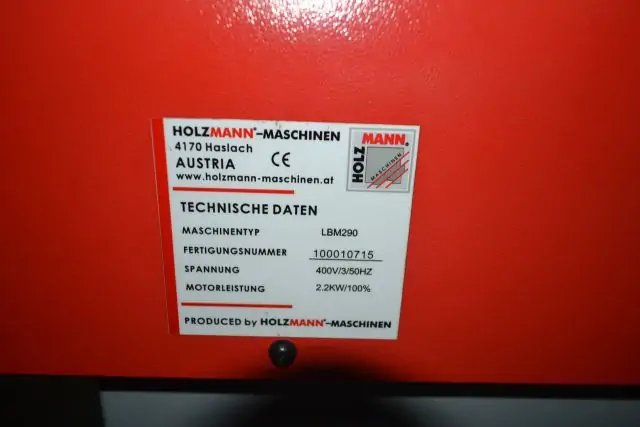 HOLZMANN®-MASCHINEN
4170 Haslach
AUSTRIA CE
www.holzmann-maschinen.at
HOLZ MANN®
MASCHINEN
TECHNISCHE DATEN
MASCHINENTYP LBM290
FERTIGUNGSNUMMER 100010715
SPANNUNG 400V/3/50HZ
MOTORLEISTUNG 2.2KW/100%
PRODUCED by HOLZMANN®-MASCHINEN